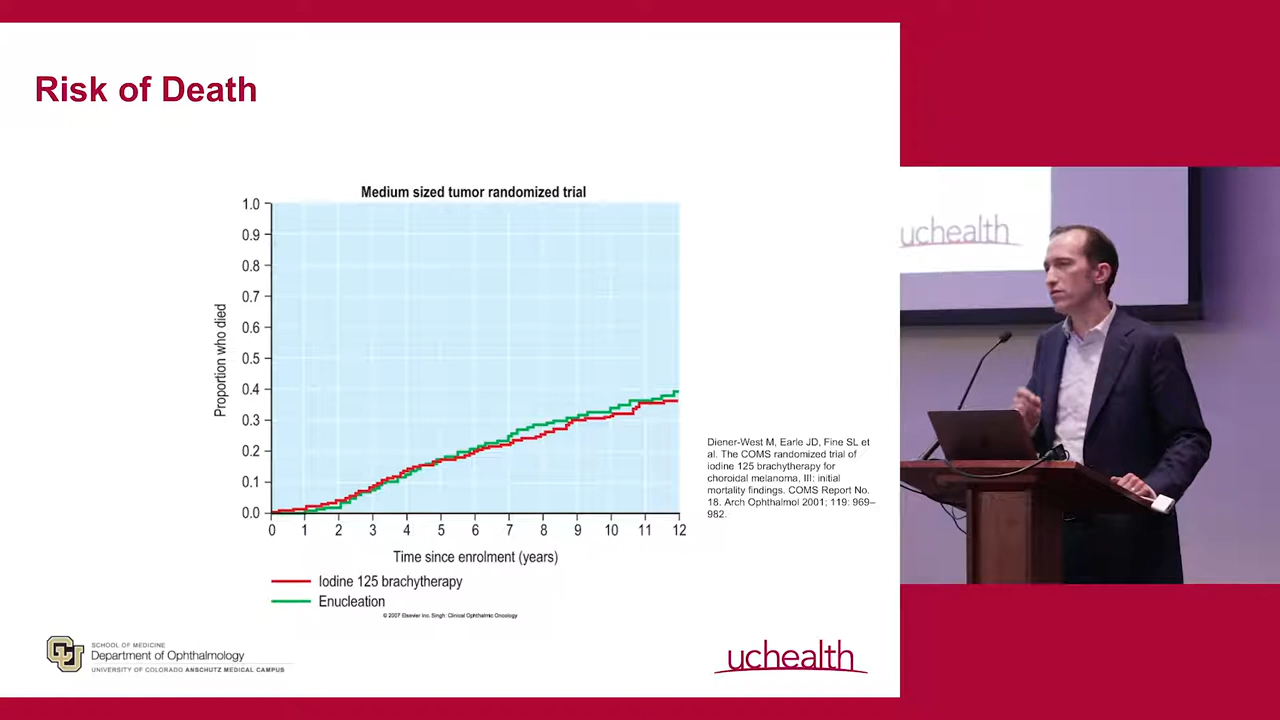 Risk of Death
Medium sized tumor randomized trial
1.0
0.9
0.8
0.7
0.6
0.5
0.4
0.3
0.2
0.1
0.0
Proportion who died
0 1 2 3 4 5 6 7 8 9 10 11 12
Time since enrolment (years)
Iodine 125 brachytherapy
Enucleation
© 2007 Elsevier Inc. Singh: Clinical Ophthalmic Oncology
Diener-West M, Earle JD, Fine SL et
al. The COMS randomized trial of
iodine 125 brachytherapy for
choroidal melanoma, III: initial
mortality findings. COMS Report No.
18. Arch Ophthalmol 2001; 119: 969–
982.
uchealth
CU
SCHOOL OF MEDICINE
Department of Ophthalmology
UNIVERSITY OF COLORADO ANSCHUTZ MEDICAL CAMPUS
uchealth